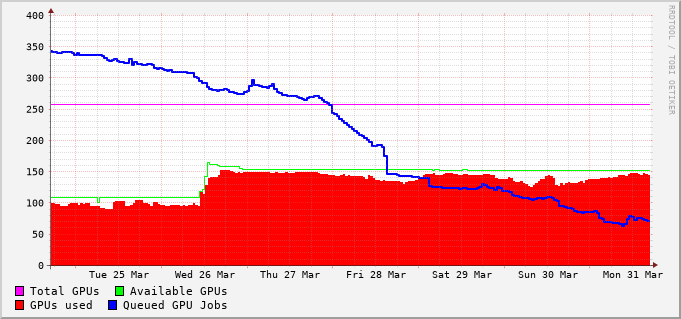 400
350
300
250
200
150
100
50
0
Tue 25 Mar Wed 26 Mar Thu 27 Mar Fri 28 Mar Sat 29 Mar Sun 30 Mar Mon 31 Mar
Total GPUs Available GPUs
GPUs used Queued GPU Jobs
RRDTOOL / TOBI OETIKER